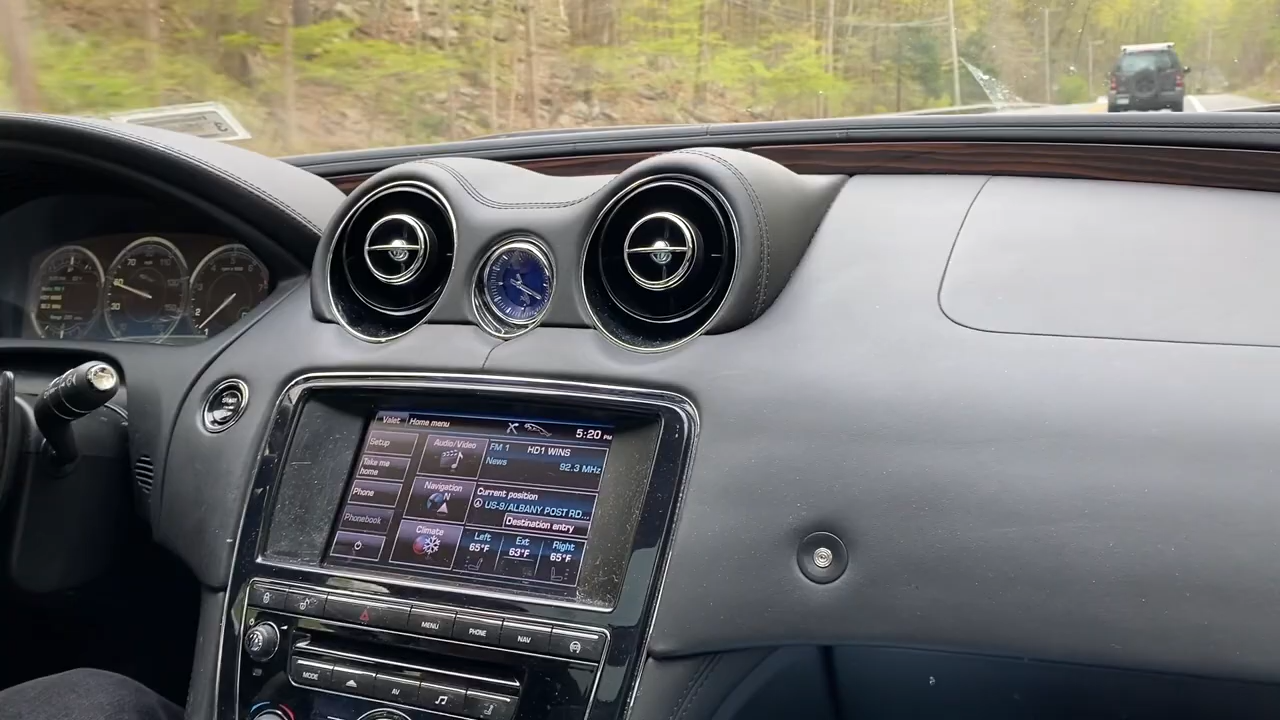 Valet
Home menu
5:20 PM
Setup
Audio/Video
FM 1
HD1 WINS
News
92.3 MHz
Take me
home
Phone
Navigation
N
Current position
US-9/ALBANY POST RD...
Destination entry
Phonebook
Climate
Left
65°F
Ext
63°F
Right
65°F
START
MENU
PHONE
NAV
MODE
AV